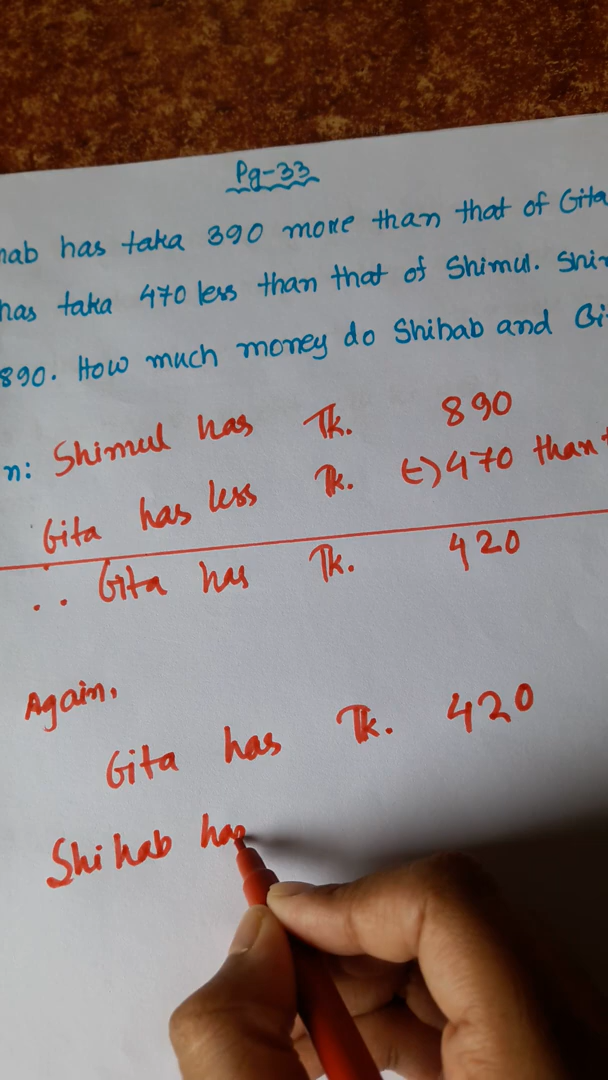 Pg-33
hab has taka 390 more than that of Gita
has taka 470 less than that of Shimul. Shim
890. How much money do Shihab and Git
n: Shimul has Tk. 890
Gita has less Tk. (-) 470 than
∴ Gita has Tk. 420
Again,
Gita has Tk. 420
Shihab has